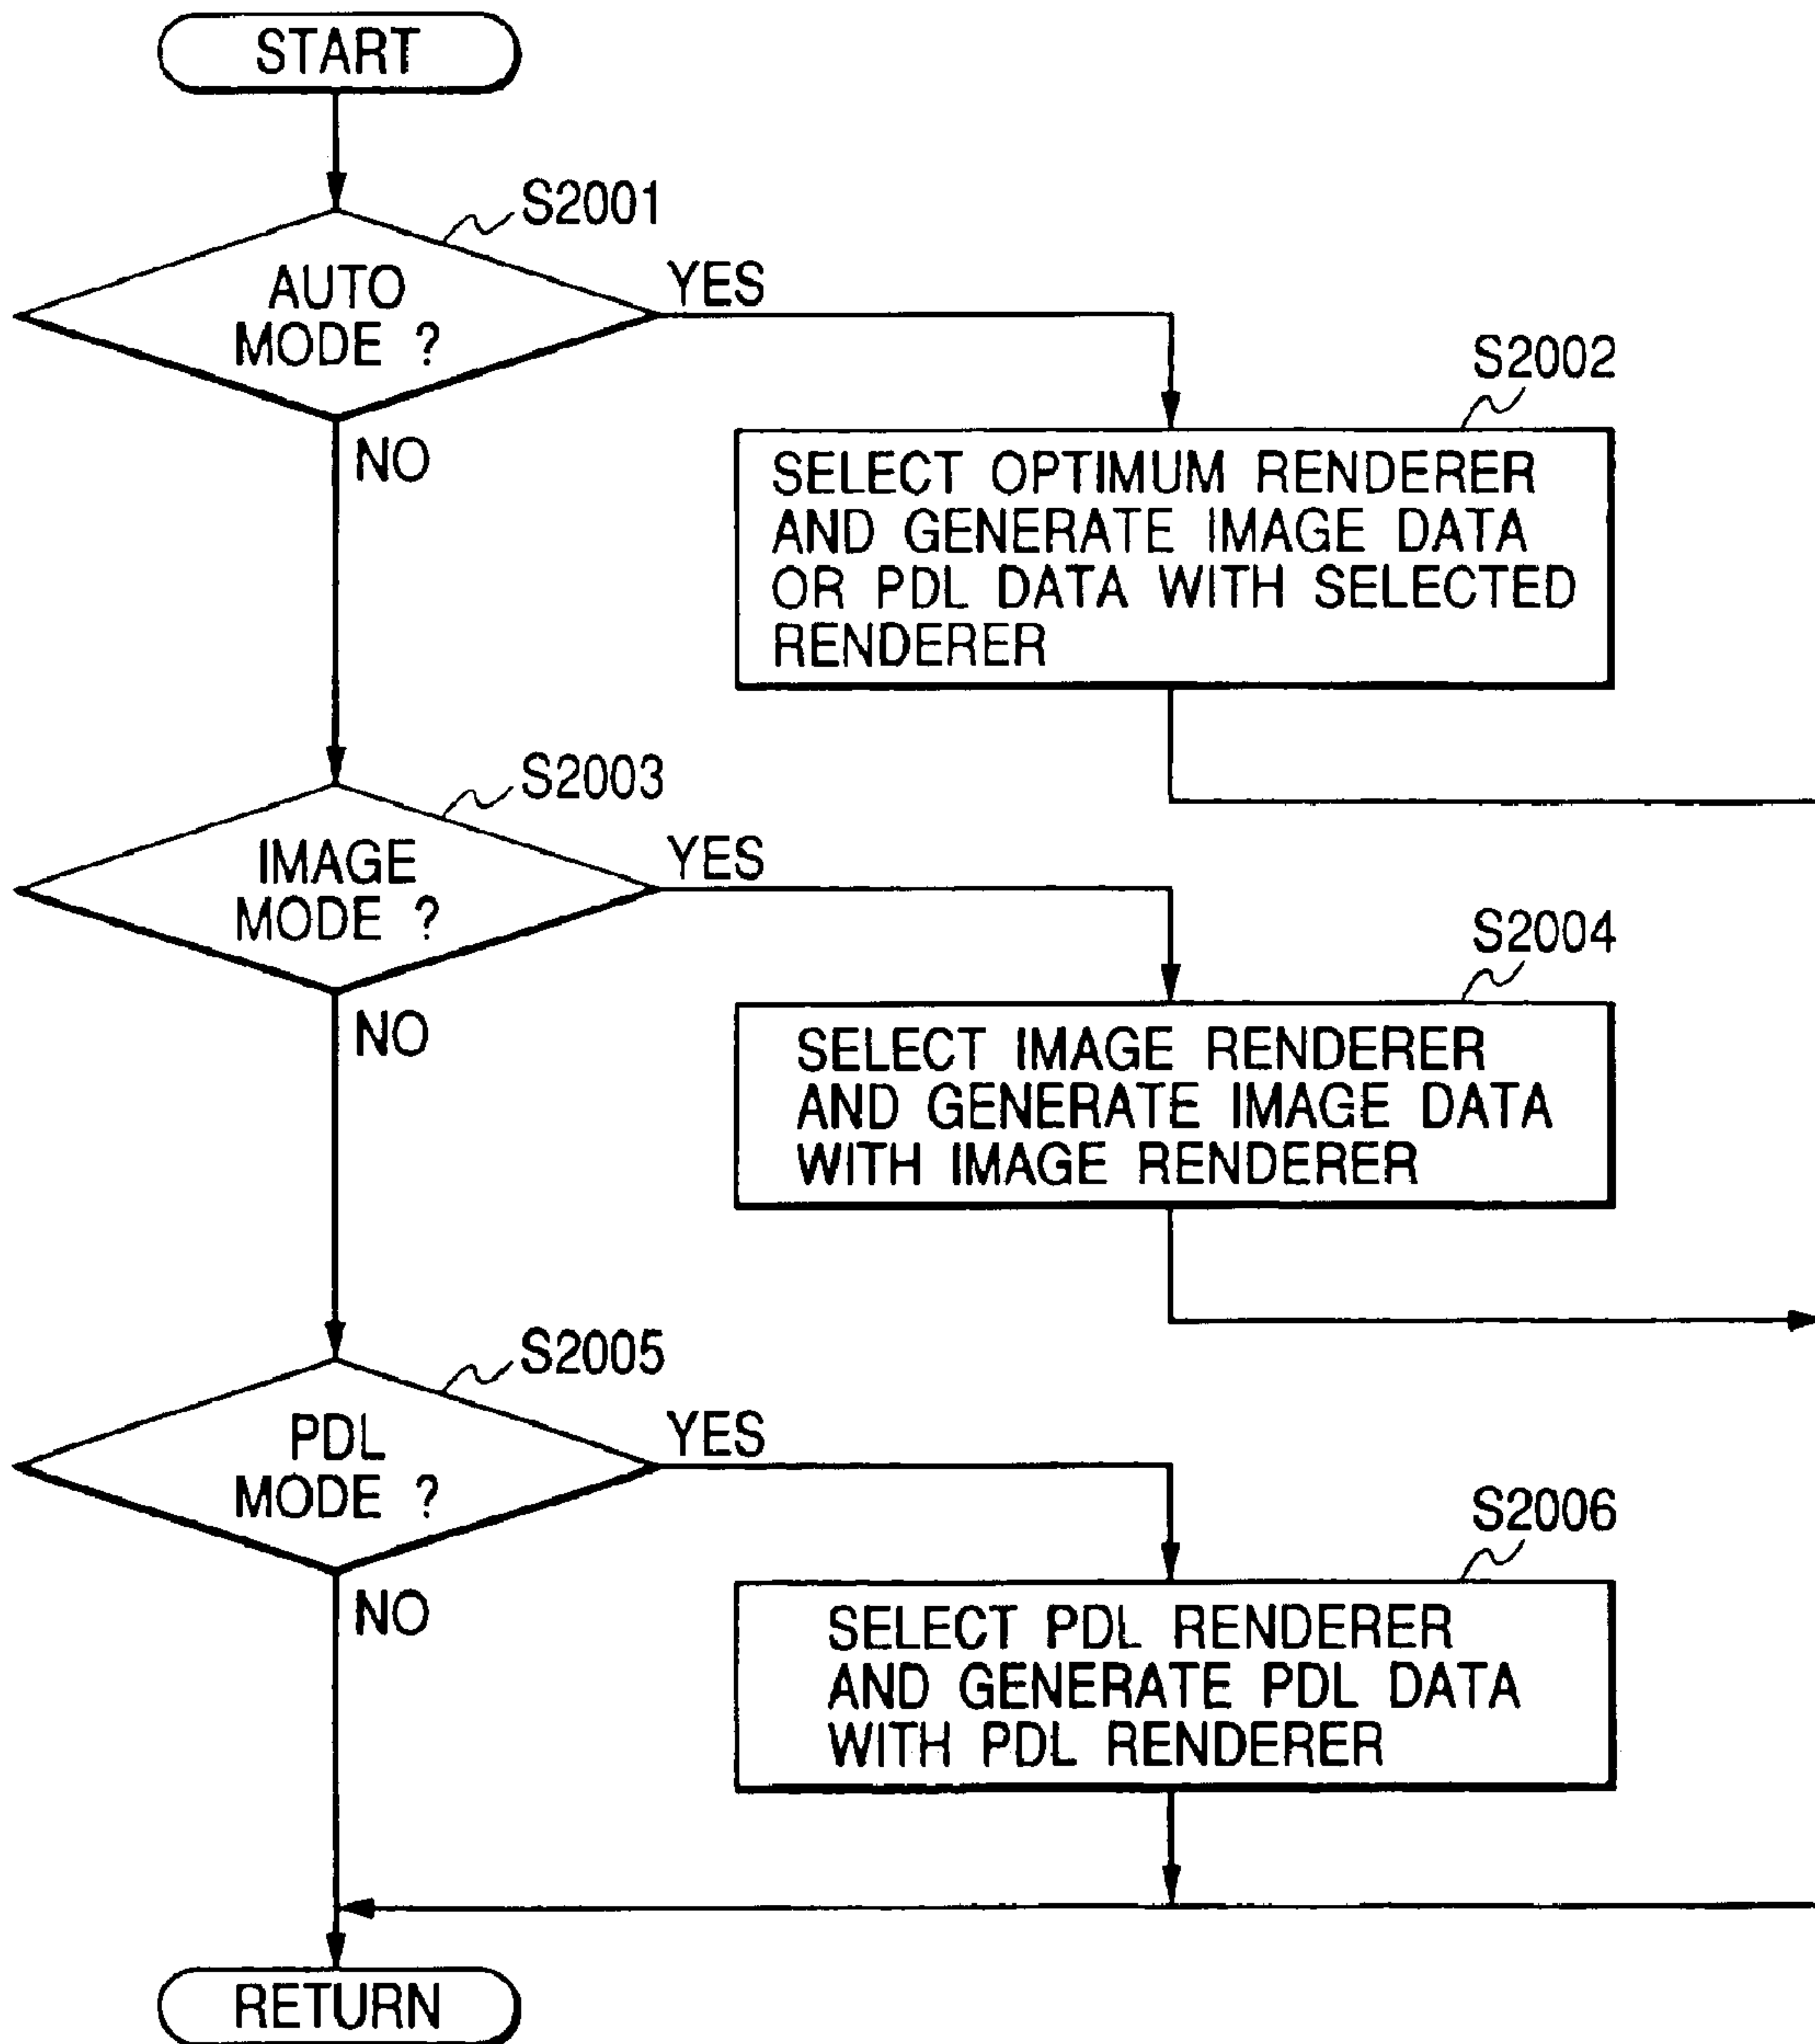 START
S2001
AUTO
MODE ?
YES
NO
S2002
SELECT OPTIMUM RENDERER
AND GENERATE IMAGE DATA
OR PDL DATA WITH SELECTED
RENDERER
S2003
IMAGE
MODE ?
YES
NO
S2004
SELECT IMAGE RENDERER
AND GENERATE IMAGE DATA
WITH IMAGE RENDERER
S2005
PDL
MODE ?
YES
NO
S2006
SELECT PDL RENDERER
AND GENERATE PDL DATA
WITH PDL RENDERER
RETURN